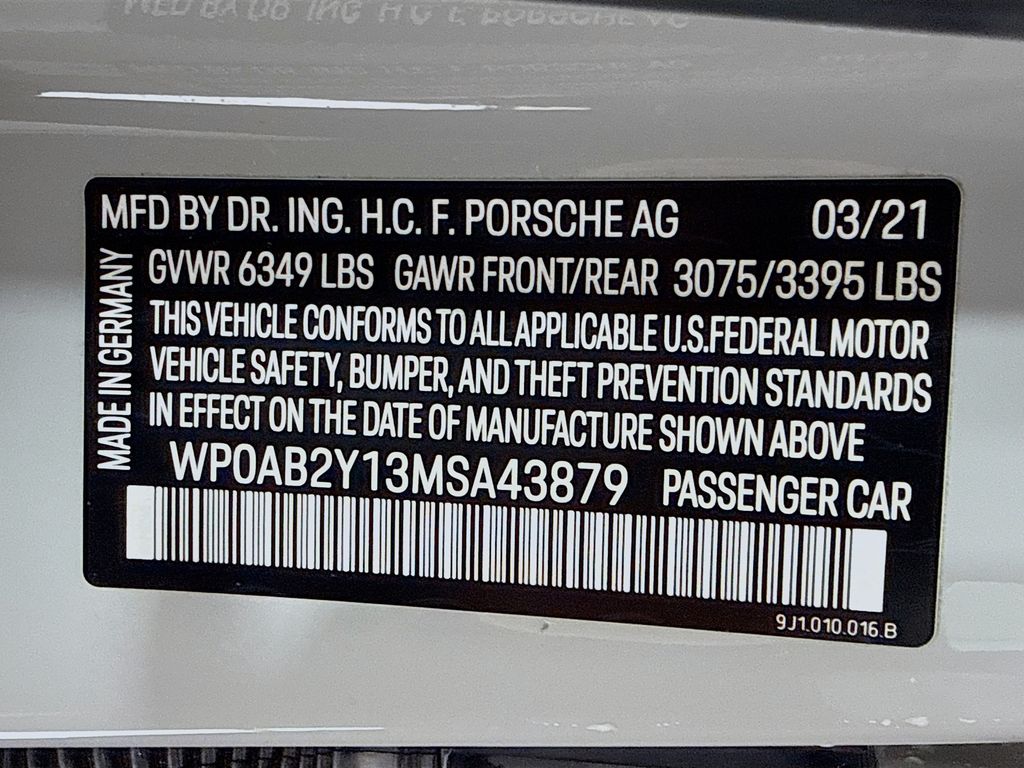 MFD BY DR. ING. H.C. F. PORSCHE AG 03/21
GVWR 6349 LBS GAWR FRONT/REAR 3075/3395 LBS
THIS VEHICLE CONFORMS TO ALL APPLICABLE U.S.FEDERAL MOTOR
VEHICLE SAFETY, BUMPER, AND THEFT PREVENTION STANDARDS
IN EFFECT ON THE DATE OF MANUFACTURE SHOWN ABOVE
WP0AB2Y13MSA43879 PASSENGER CAR
MADE IN GERMANY
9J1.010.016.B